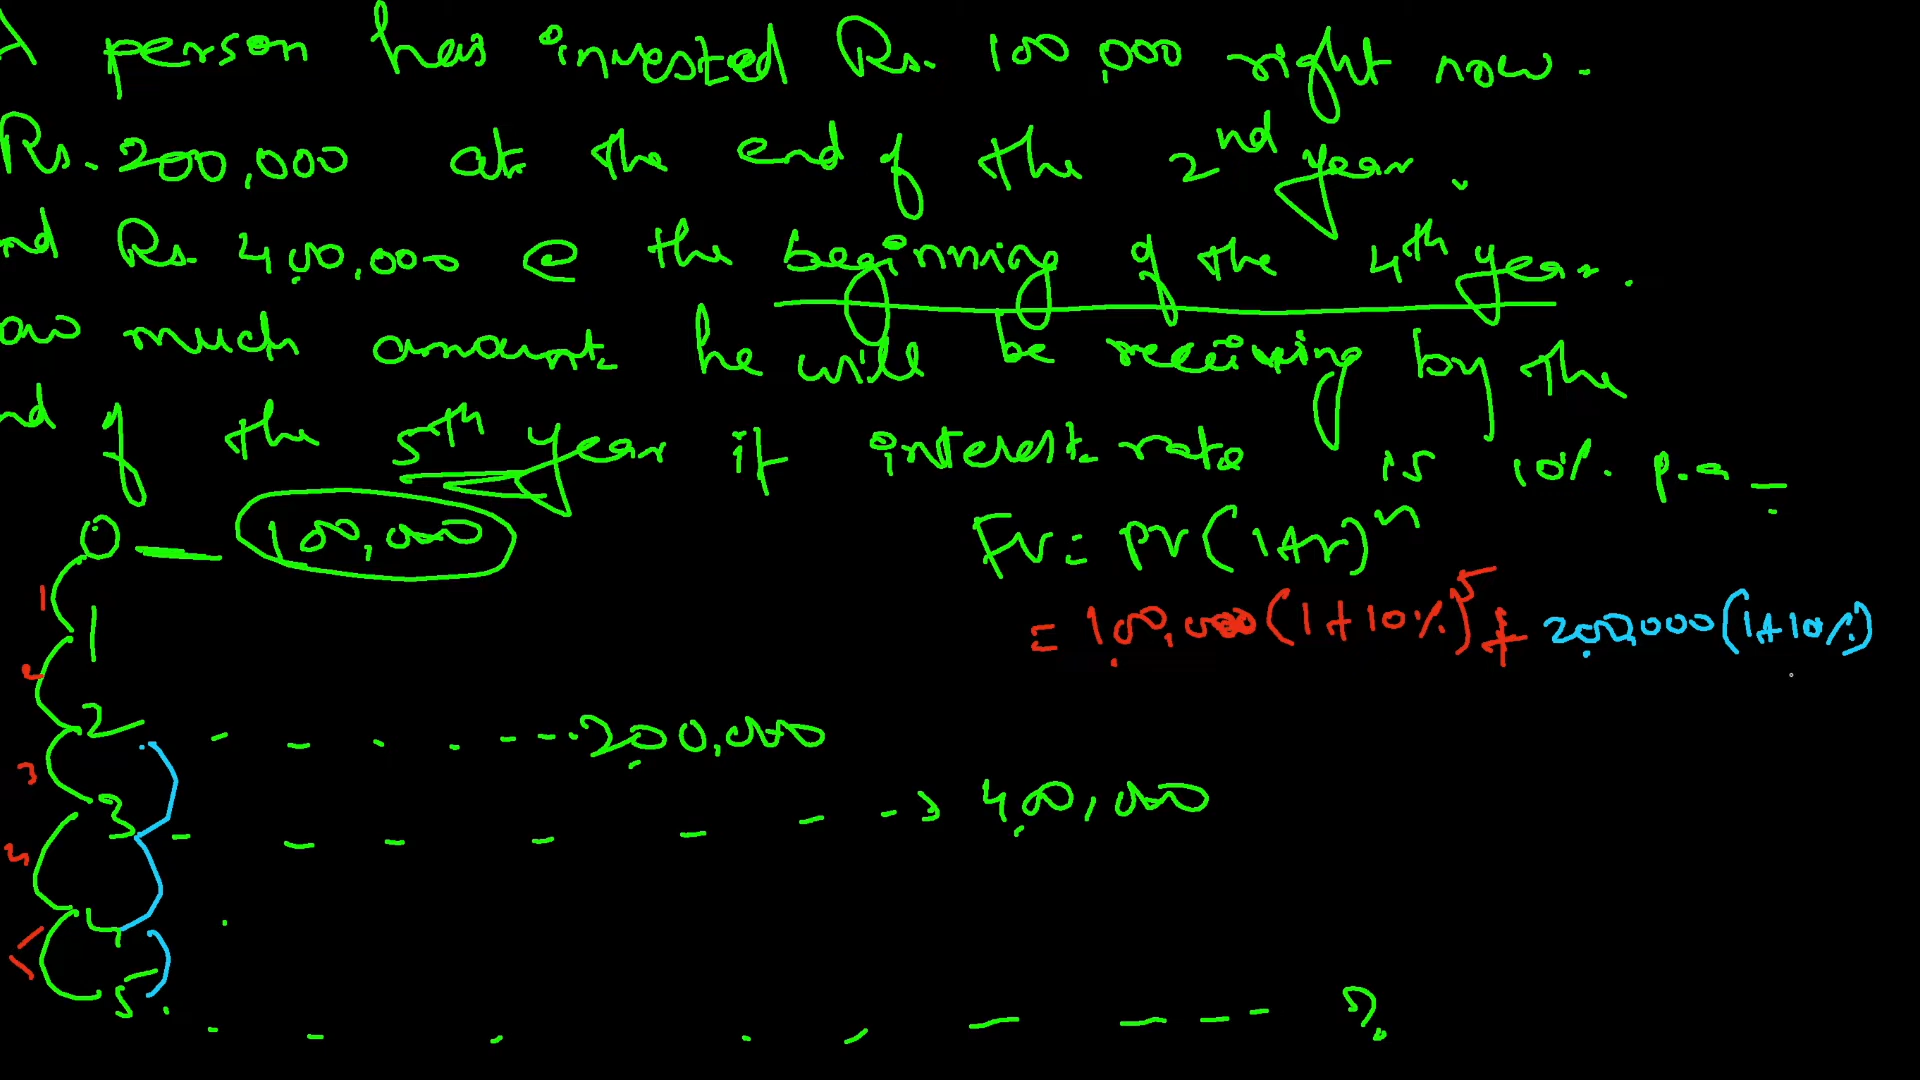 A person has invested Rs. 100,000 right now.
Rs. 200,000 at the end of the 2nd year.
nd Rs. 400,000 @ the beginning of the 4th year.
ow much amount he will be receiving by the
nd of the 5th year if interest rate is 10% p.a
0 — 100,000
FV = PV(1+r)^n
1
= 100,000(1+10%)^5 + 200,000(1+10%)
1
2
2 - - - - - - - 200,000
3
3 - - - - - - → 400,000
4
4
5 . - - . . - - - - - ?